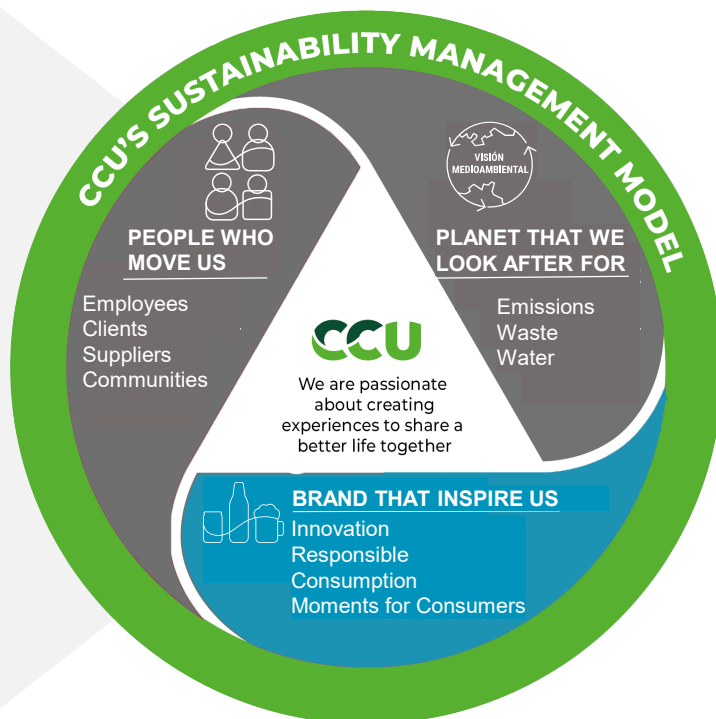 CCU'S SUSTAINABILITY MANAGEMENT MODEL
PEOPLE WHO
MOVE US
Employees
Clients
Suppliers
Communities
VISIÓN
MEDIOAMBIENTAL
PLANET THAT WE
LOOK AFTER FOR
Emissions
Waste
Water
CCU
We are passionate
about creating
experiences to share a
better life together
BRAND THAT INSPIRE US
Innovation
Responsible
Consumption
Moments for Consumers